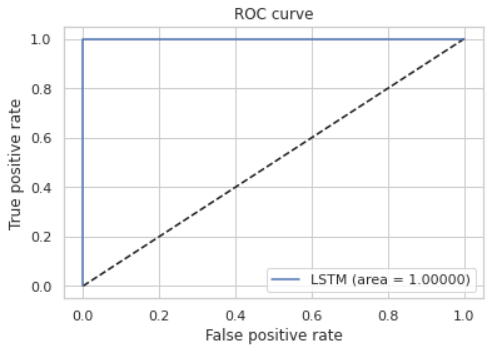 ROC curve
1.0
0.8
0.6
0.4
0.2
0.0
True positive rate
LSTM (area = 1.00000)
0.0 0.2 0.4 0.6 0.8 1.0
False positive rate